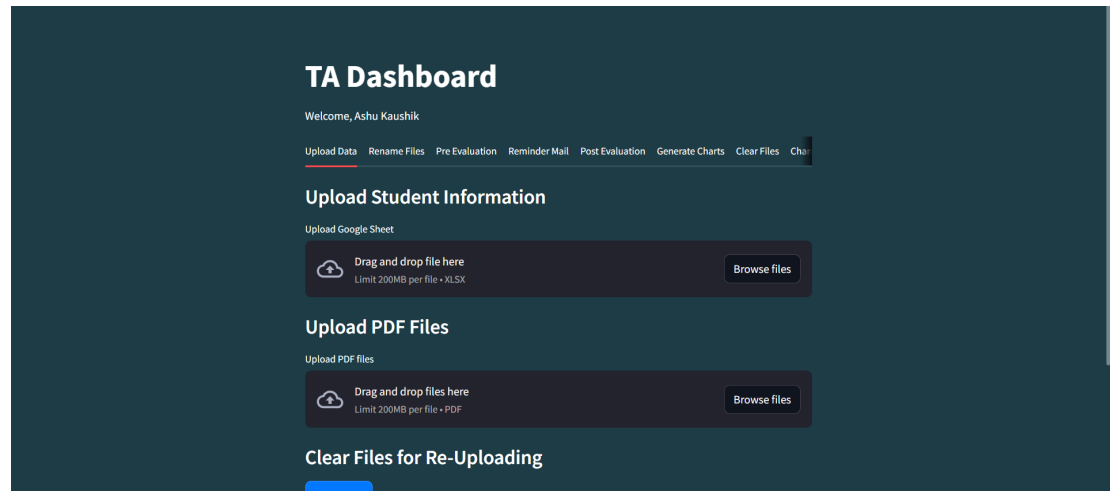 TA Dashboard
Welcome, Ashu Kaushik
Upload Data Rename Files Pre Evaluation Reminder Mail Post Evaluation Generate Charts Clear Files
Upload Student Information
Upload Google Sheet
Drag and drop file here
Limit 200MB per file • XLSX
Browse files
Upload PDF Files
Upload PDF files
Drag and drop files here
Limit 200MB per file • PDF
Browse files
Clear Files for Re-Uploading